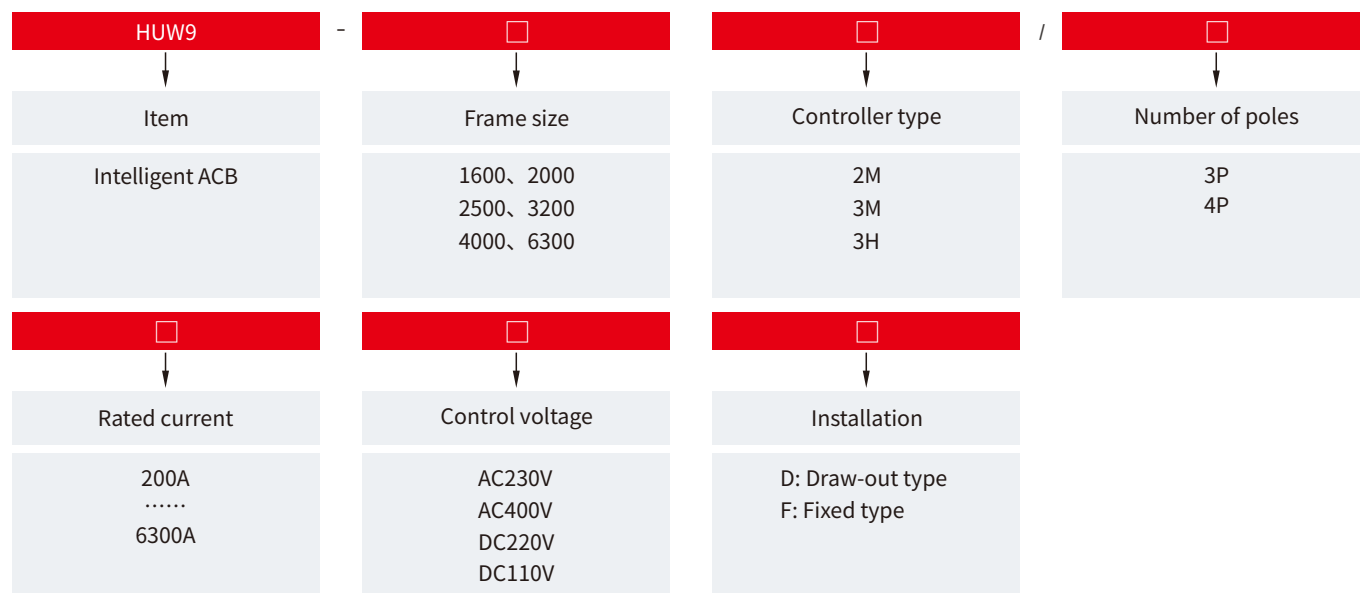 HUW9 - □ □ / □
Item
Frame size
Controller type
Number of poles
Intelligent ACB
1600、2000
2500、3200
4000、6300
2M
3M
3H
3P
4P
□ □ □
Rated current
Control voltage
Installation
200A
……
6300A
AC230V
AC400V
DC220V
DC110V
D: Draw-out type
F: Fixed type